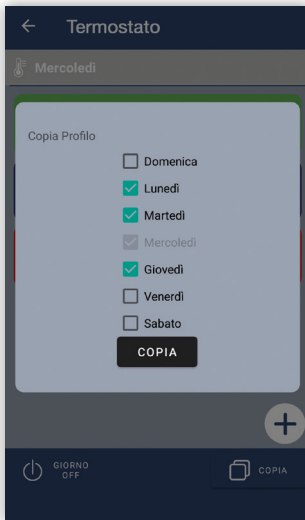 Termostato
Mercoledì
Copia Profilo
Domenica
Lunedì
Martedì
Mercoledì
Giovedì
Venerdì
Sabato
COPIA
GIORNO
OFF
COPIA